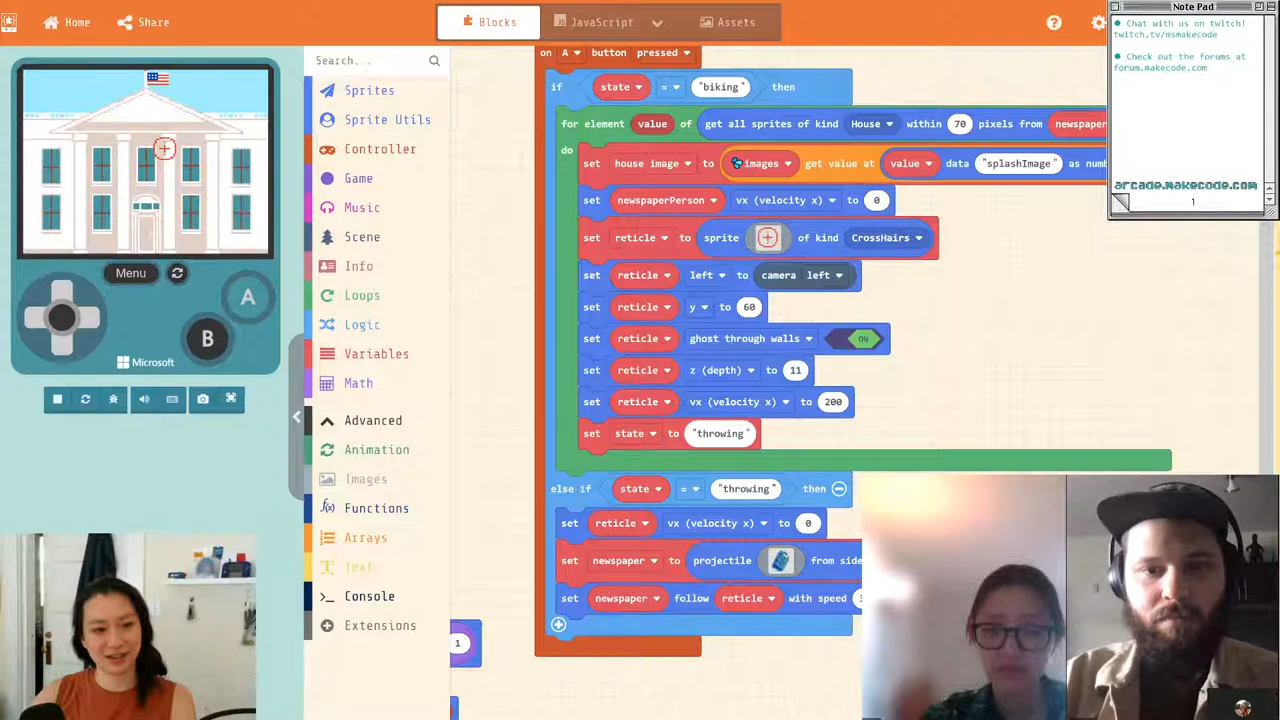 Home
Share
Blocks
JavaScript
Assets
Note Pad
Chat with us on twitch!
twitch.tv/msmakecode
Check out the forums at
forum.makecode.com
arcade.makecode.com
1
Menu
A
B
Microsoft
Search...
Sprites
Sprite Utils
Controller
Game
Music
Scene
Info
Loops
Logic
Variables
Math
Advanced
Animation
Images
Functions
Arrays
Text
Console
Extensions
1
on A button pressed
if state = "biking" then
for element value of get all sprites of kind House within 70 pixels from newspaper
do
set house image to images get value at value data "splashImage" as num
set newspaperPerson vx (velocity x) to 0
set reticle to sprite of kind CrossHairs
set reticle left to camera left
set reticle y to 60
set reticle ghost through walls ON
set reticle z (depth) to 11
set reticle vx (velocity x) to 200
set state to "throwing"
else if state = "throwing" then
set reticle vx (velocity x) to 0
set newspaper to projectile from side
set newspaper follow reticle with speed